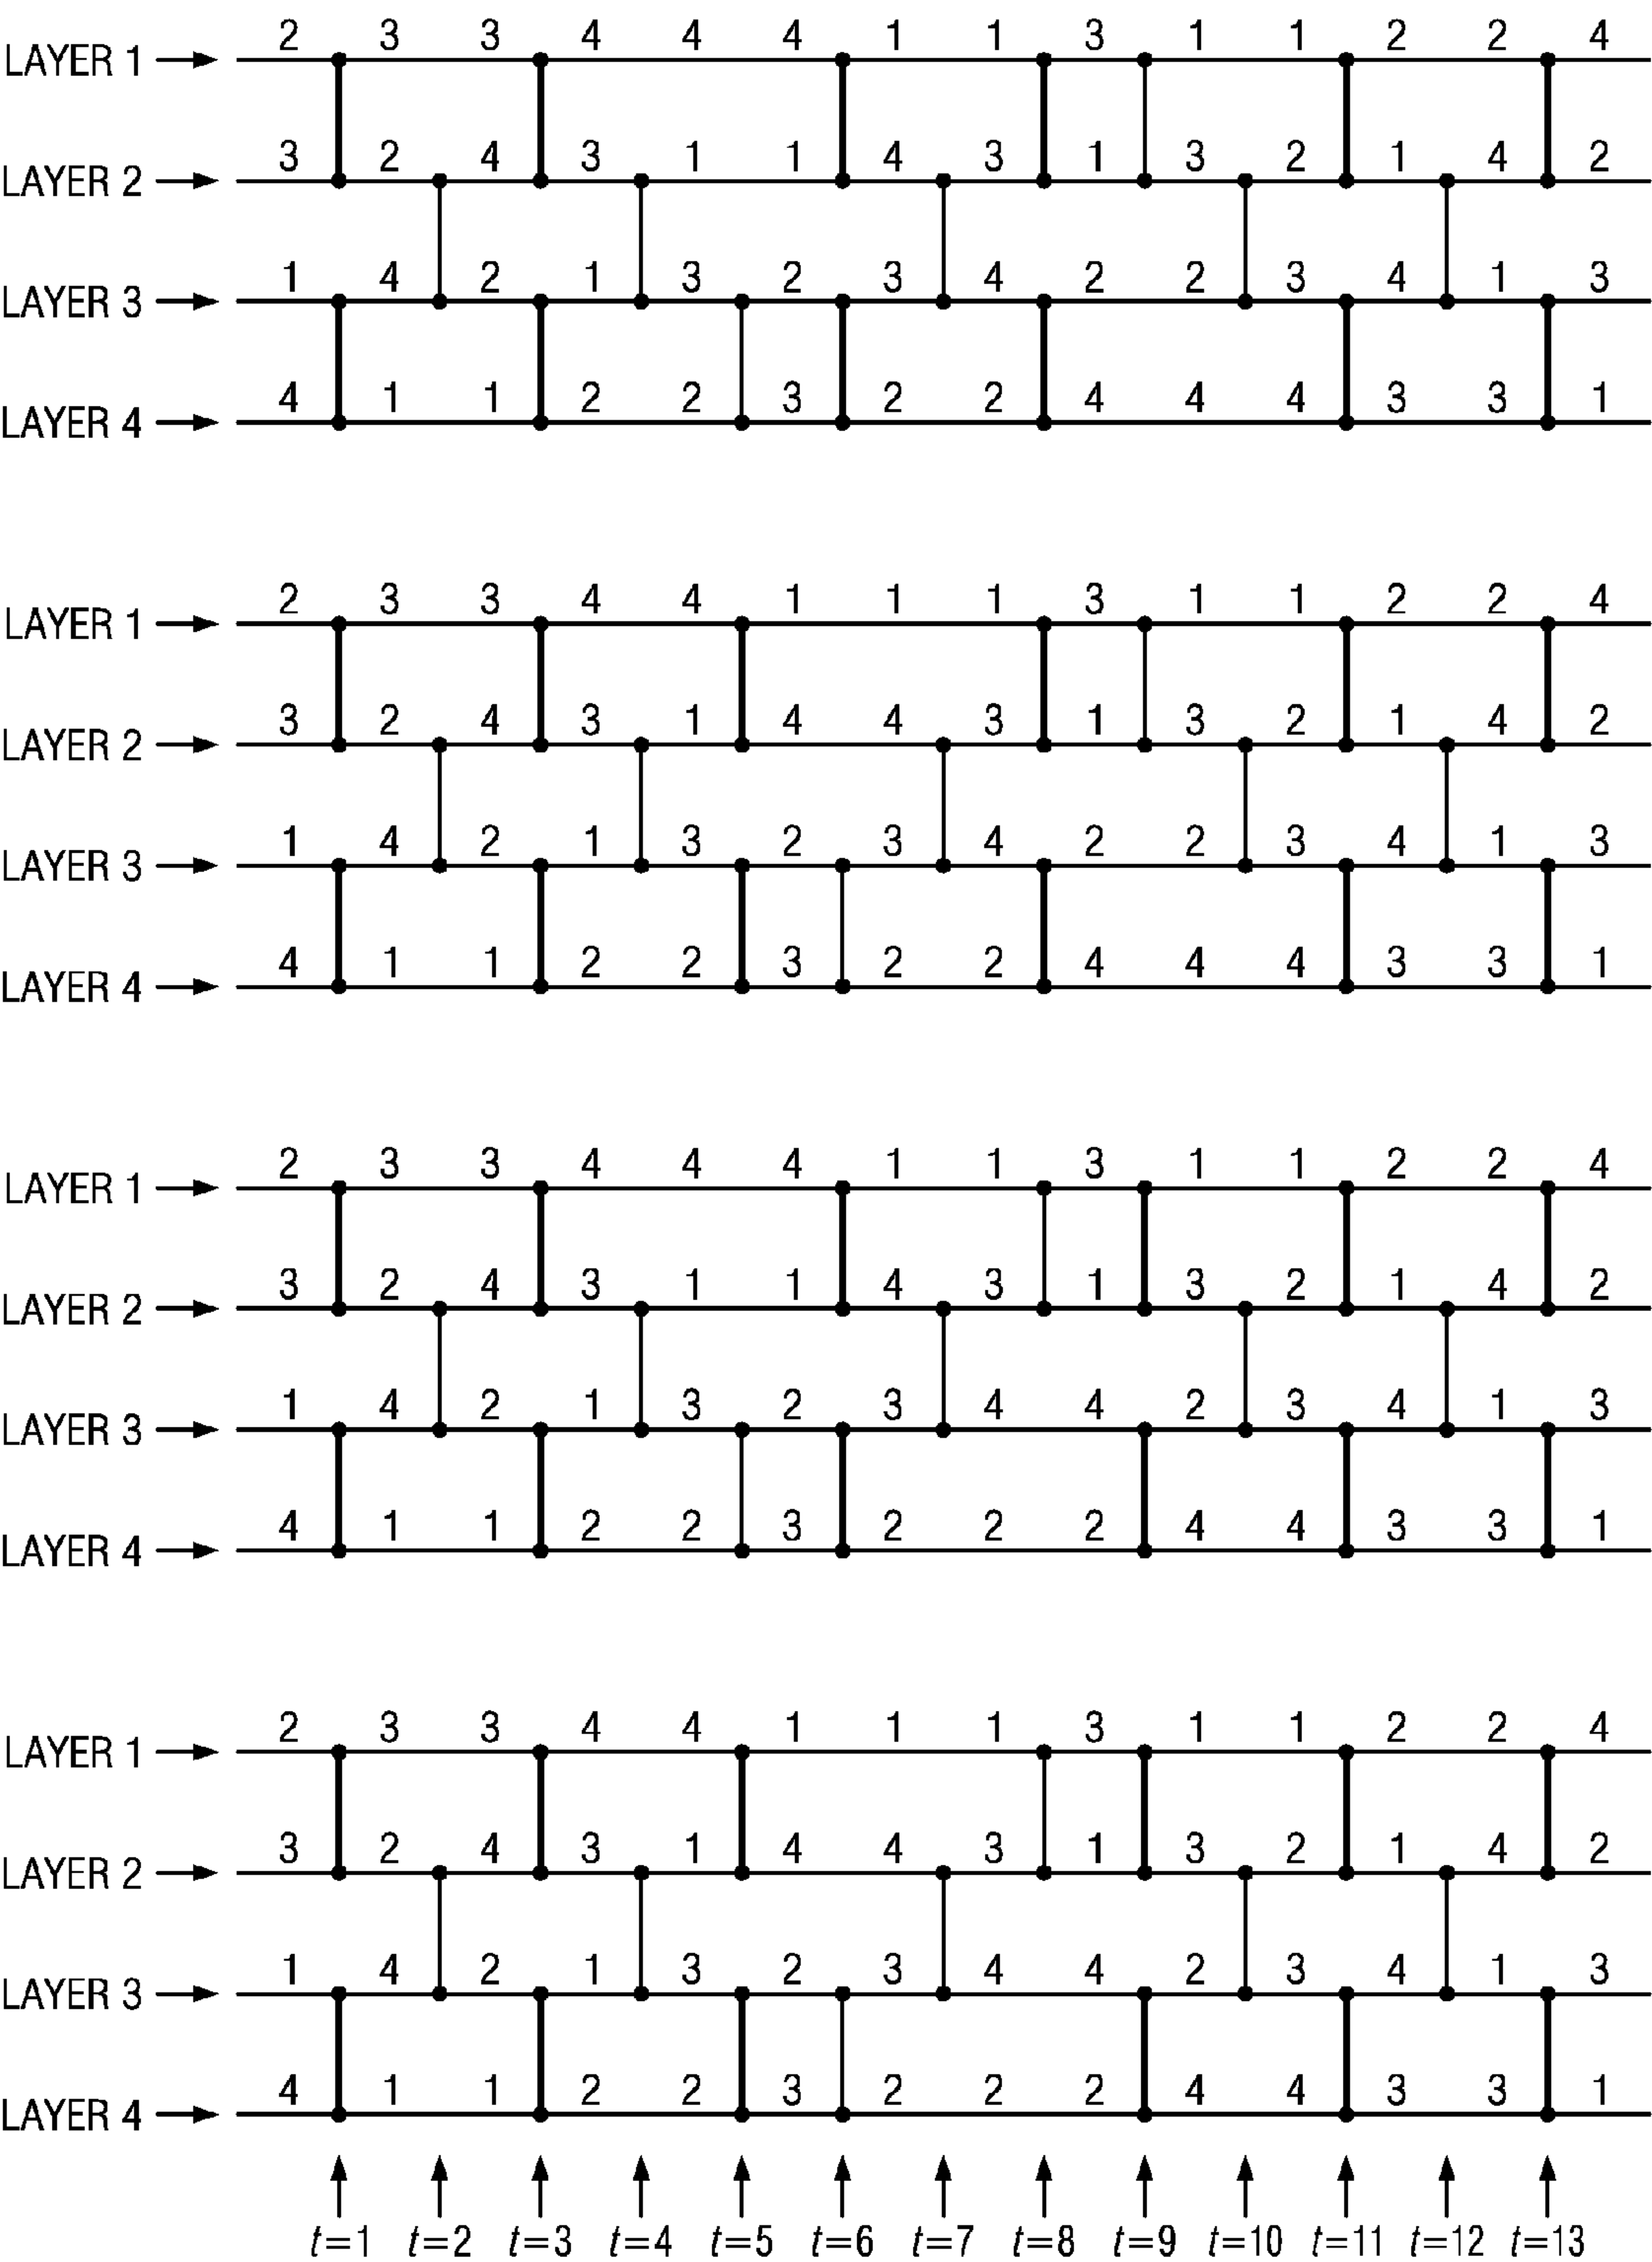 LAYER 1 2 3 3 4 4 4 1 1 3 1 1 2 2 4
LAYER 2 3 2 4 3 1 1 4 3 1 3 2 1 4 2
LAYER 3 1 4 2 1 3 2 3 4 2 2 3 4 1 3
LAYER 4 4 1 1 2 2 3 2 2 4 4 4 3 3 1
LAYER 1 2 3 3 4 4 1 1 1 3 1 1 2 2 4
LAYER 2 3 2 4 3 1 4 4 3 1 3 2 1 4 2
LAYER 3 1 4 2 1 3 2 3 4 2 2 3 4 1 3
LAYER 4 4 1 1 2 2 3 2 2 4 4 4 3 3 1
LAYER 1 2 3 3 4 4 4 1 1 3 1 1 2 2 4
LAYER 2 3 2 4 3 1 1 4 3 1 3 2 1 4 2
LAYER 3 1 4 2 1 3 2 3 4 4 2 3 4 1 3
LAYER 4 4 1 1 2 2 3 2 2 2 4 4 3 3 1
LAYER 1 2 3 3 4 4 1 1 1 3 1 1 2 2 4
LAYER 2 3 2 4 3 1 4 4 3 1 3 2 1 4 2
LAYER 3 1 4 2 1 3 2 3 4 4 2 3 4 1 3
LAYER 4 4 1 1 2 2 3 2 2 2 4 4 3 3 1
t=1 t=2 t=3 t=4 t=5 t=6 t=7 t=8 t=9 t=10 t=11 t=12 t=13